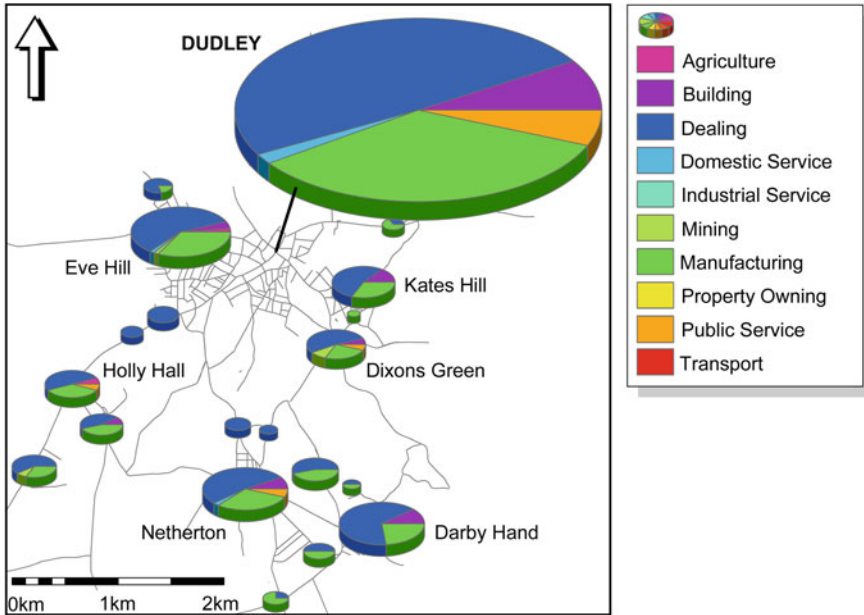 DUDLEY
Eve Hill
Kates Hill
Holly Hall
Dixons Green
Netherton
Darby Hand
0km
1km
2km
Agriculture
Building
Dealing
Domestic Service
Industrial Service
Mining
Manufacturing
Property Owning
Public Service
Transport